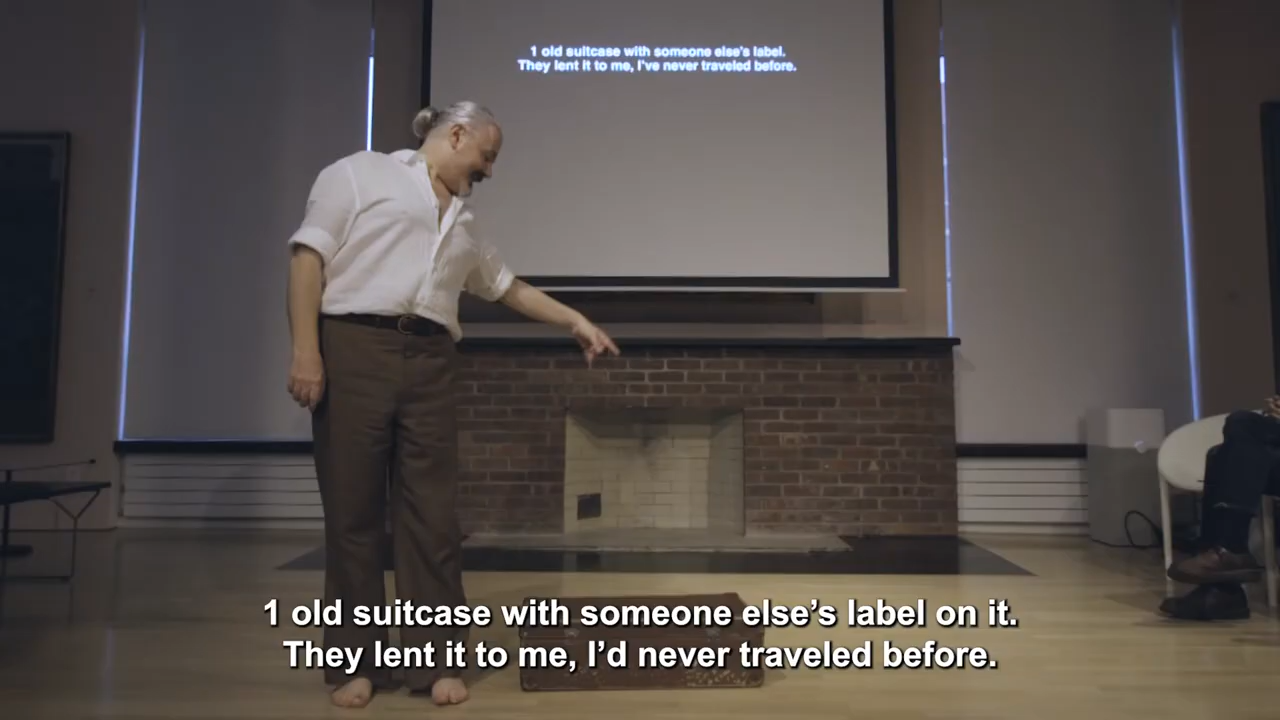 1 old suitcase with someone else's label.
They lent it to me, I've never traveled before.
1 old suitcase with someone else’s label on it.
They lent it to me, I’d never traveled before.